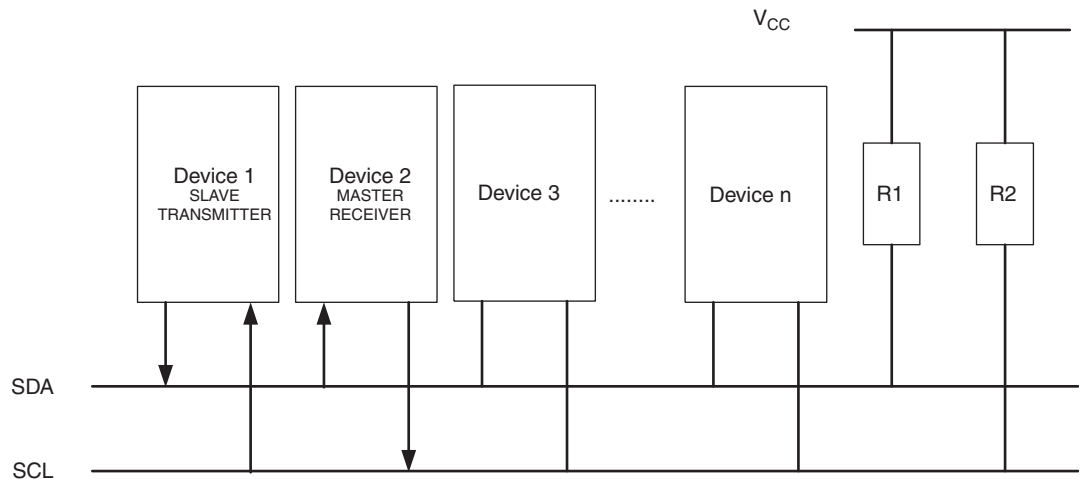 VCC
Device 1
SLAVE
TRANSMITTER
Device 2
MASTER
RECEIVER
Device 3
........
Device n
R1
R2
SDA
SCL